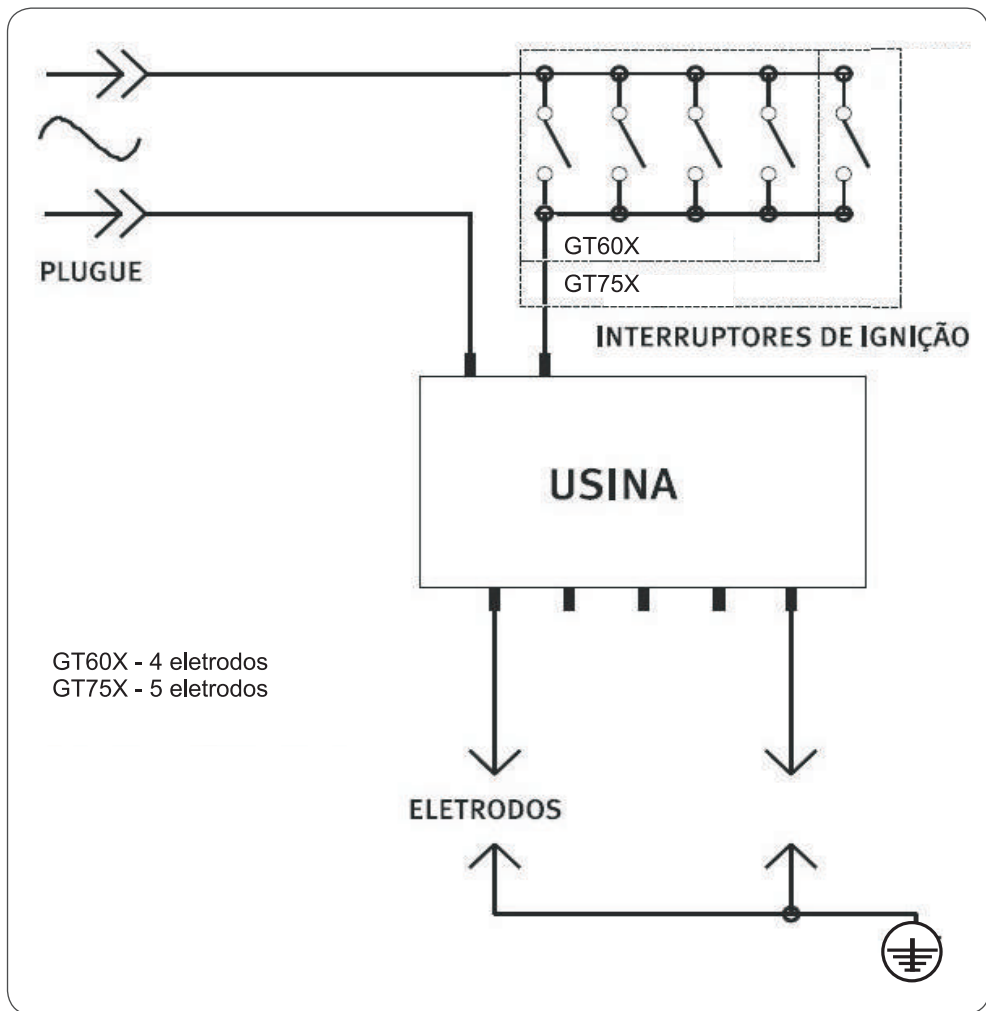 PLUGUE
GT60X
GT75X
INTERRUPTORES DE IGNIÇÃO
USINA
GT60X - 4 eletrodos
GT75X - 5 eletrodos
ELETRODOS